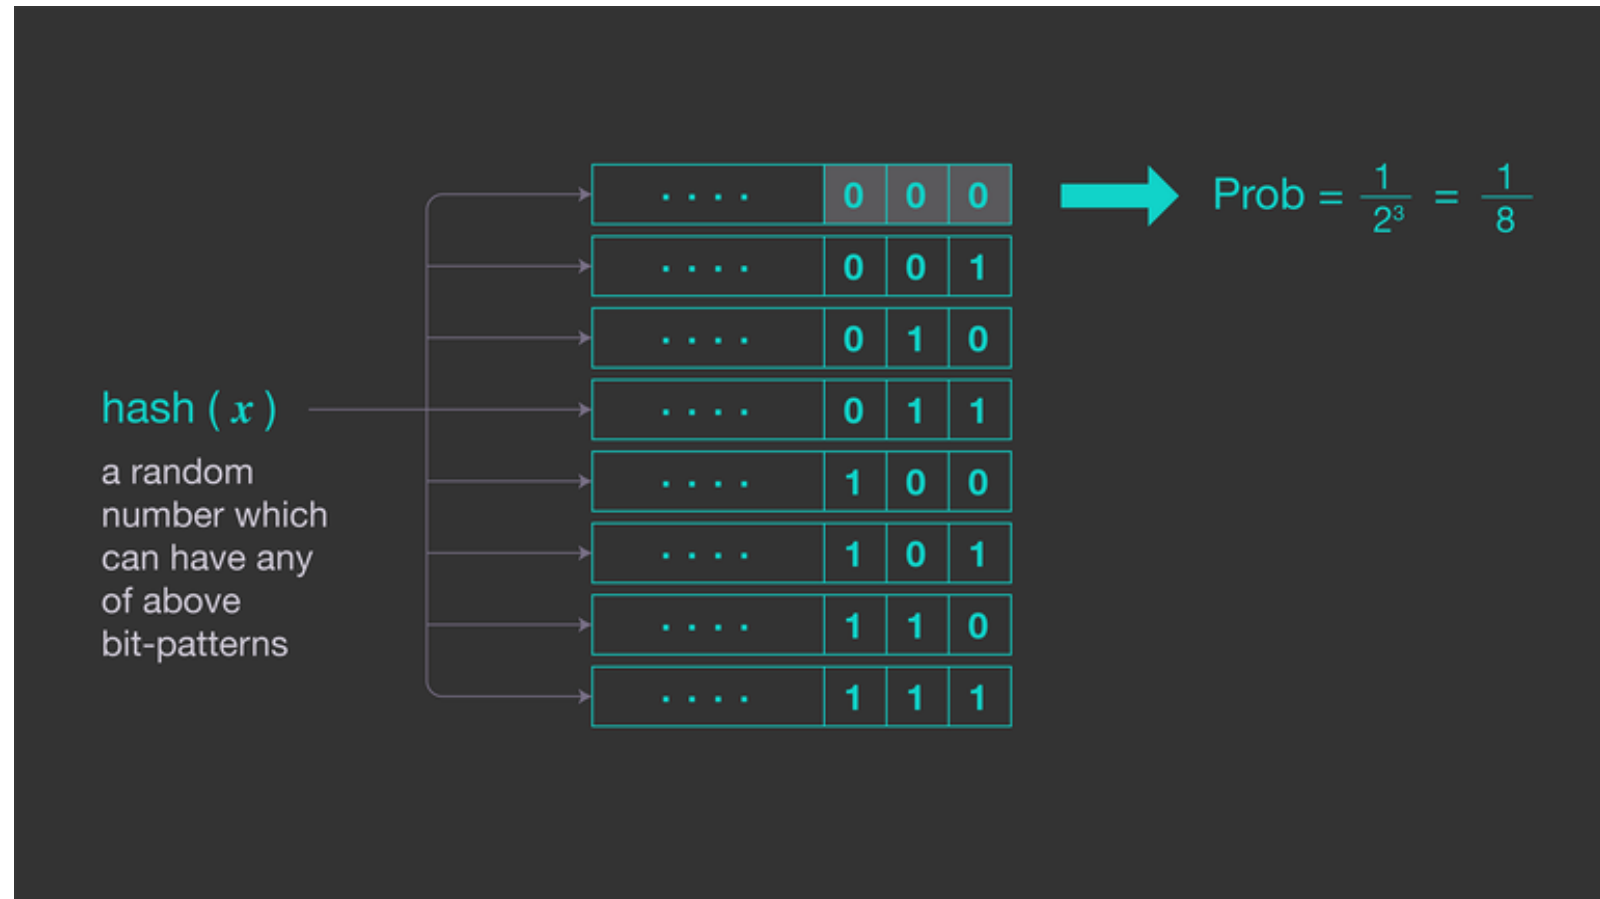 .... 0 0 0 Prob = 1/2³ = 1/8
.... 0 0 1
.... 0 1 0
.... 0 1 1
hash ( x )
.... 1 0 0
a random
number which
can have any
of above
bit-patterns
.... 1 0 1
.... 1 1 0
.... 1 1 1